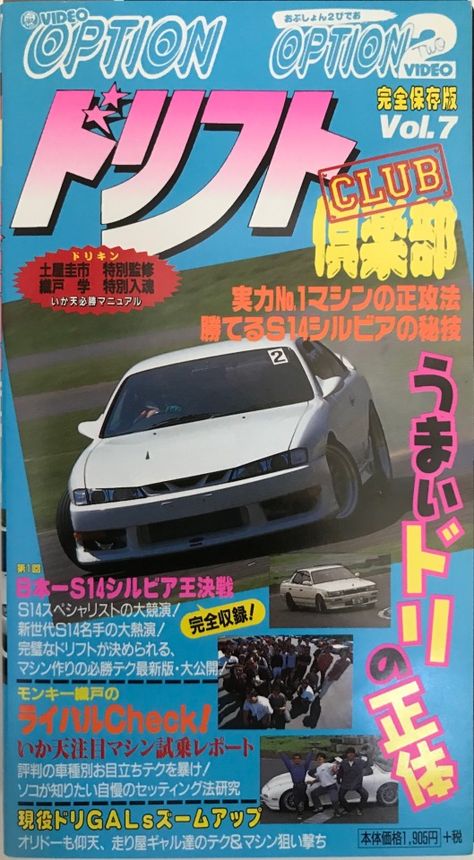 VIDEO OPTION
おぷしょん2びでお
OPTION2 TWO VIDEO
完全保存版
Vol.7
ドリフト
CLUB
倶楽部
ドリキン
土屋圭市 特別監修
織戸 学 特別入魂
いか天必勝マニュアル
実力No.1マシンの正攻法
勝てるS14シルビアの秘技
2
うまいドリの正体
第1回
日本一S14シルビア王決戦
S14スペシャリストの大競演!
新世代S14名手の大熱演!
完璧なドリフトが決められる、
マシン作りの必勝テク最新版・大公開!
完全収録!
モンキー織戸の
ライバルCheck!
いか天注目マシン試乗レポート
評判の車種別お目立ちテクを暴け!
ソコが知りたい自慢のセッティング法研究
現役ドリGALsズームアップ
オリドーも仰天、走り屋ギャル達のテク&マシン狙い撃ち
本体価格1,905円 +税